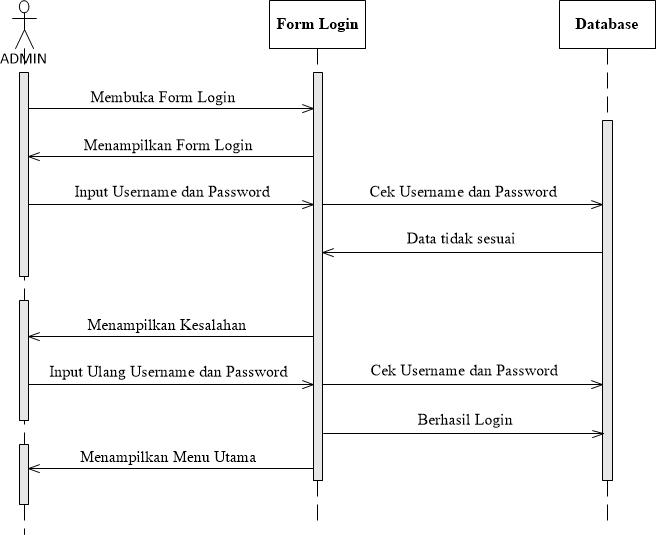 Form Login
Database
ADMIN
Membuka Form Login
Menampilkan Form Login
Input Username dan Password
Cek Username dan Password
Data tidak sesuai
Menampilkan Kesalahan
Input Ulang Username dan Password
Cek Username dan Password
Berhasil Login
Menampilkan Menu Utama